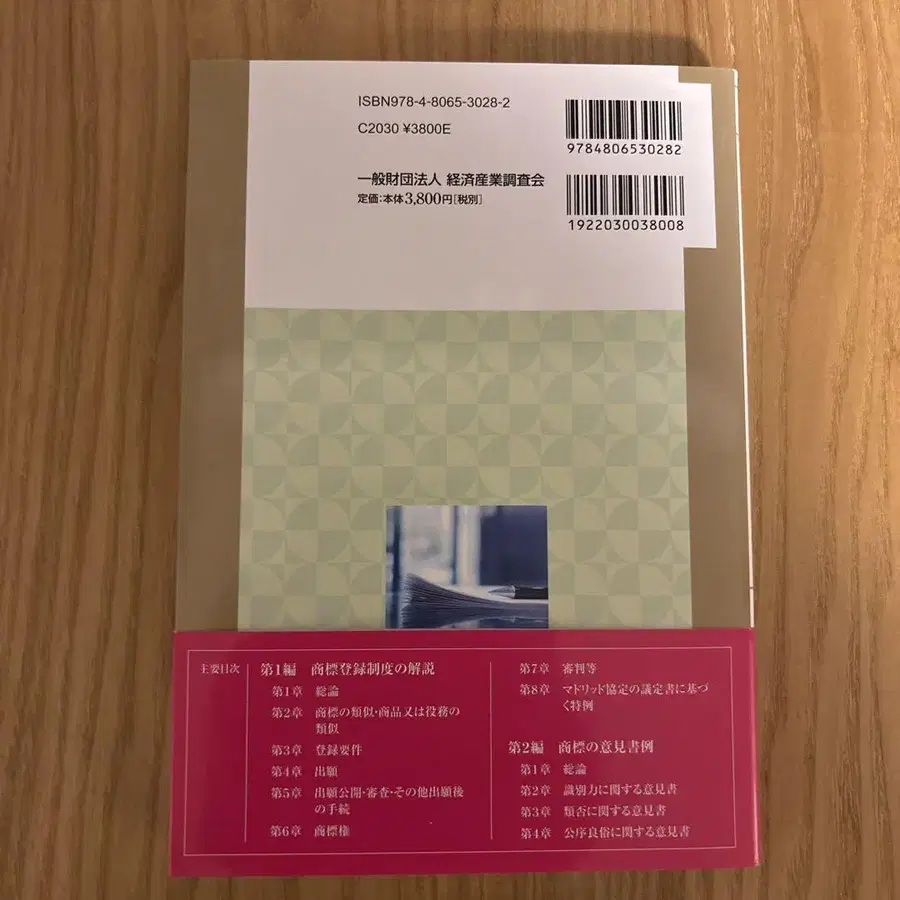 ISBN978-4-8065-3028-2
C2030 ¥3800E
9784806530282
一般財団法人 経済産業調査会
定価:本体3,800円[税別]
1922030038008
主要目次
第1編 商標登録制度の解説
第1章 総論
第2章 商標の類似・商品又は役務の
類似
第3章 登録要件
第4章 出願
第5章 出願公開・審査・その他出願後
の手続
第6章 商標権
第7章 審判等
第8章 マドリッド協定の議定書に基づ
く特例
第2編 商標の意見書例
第1章 総論
第2章 識別力に関する意見書
第3章 類否に関する意見書
第4章 公序良俗に関する意見書